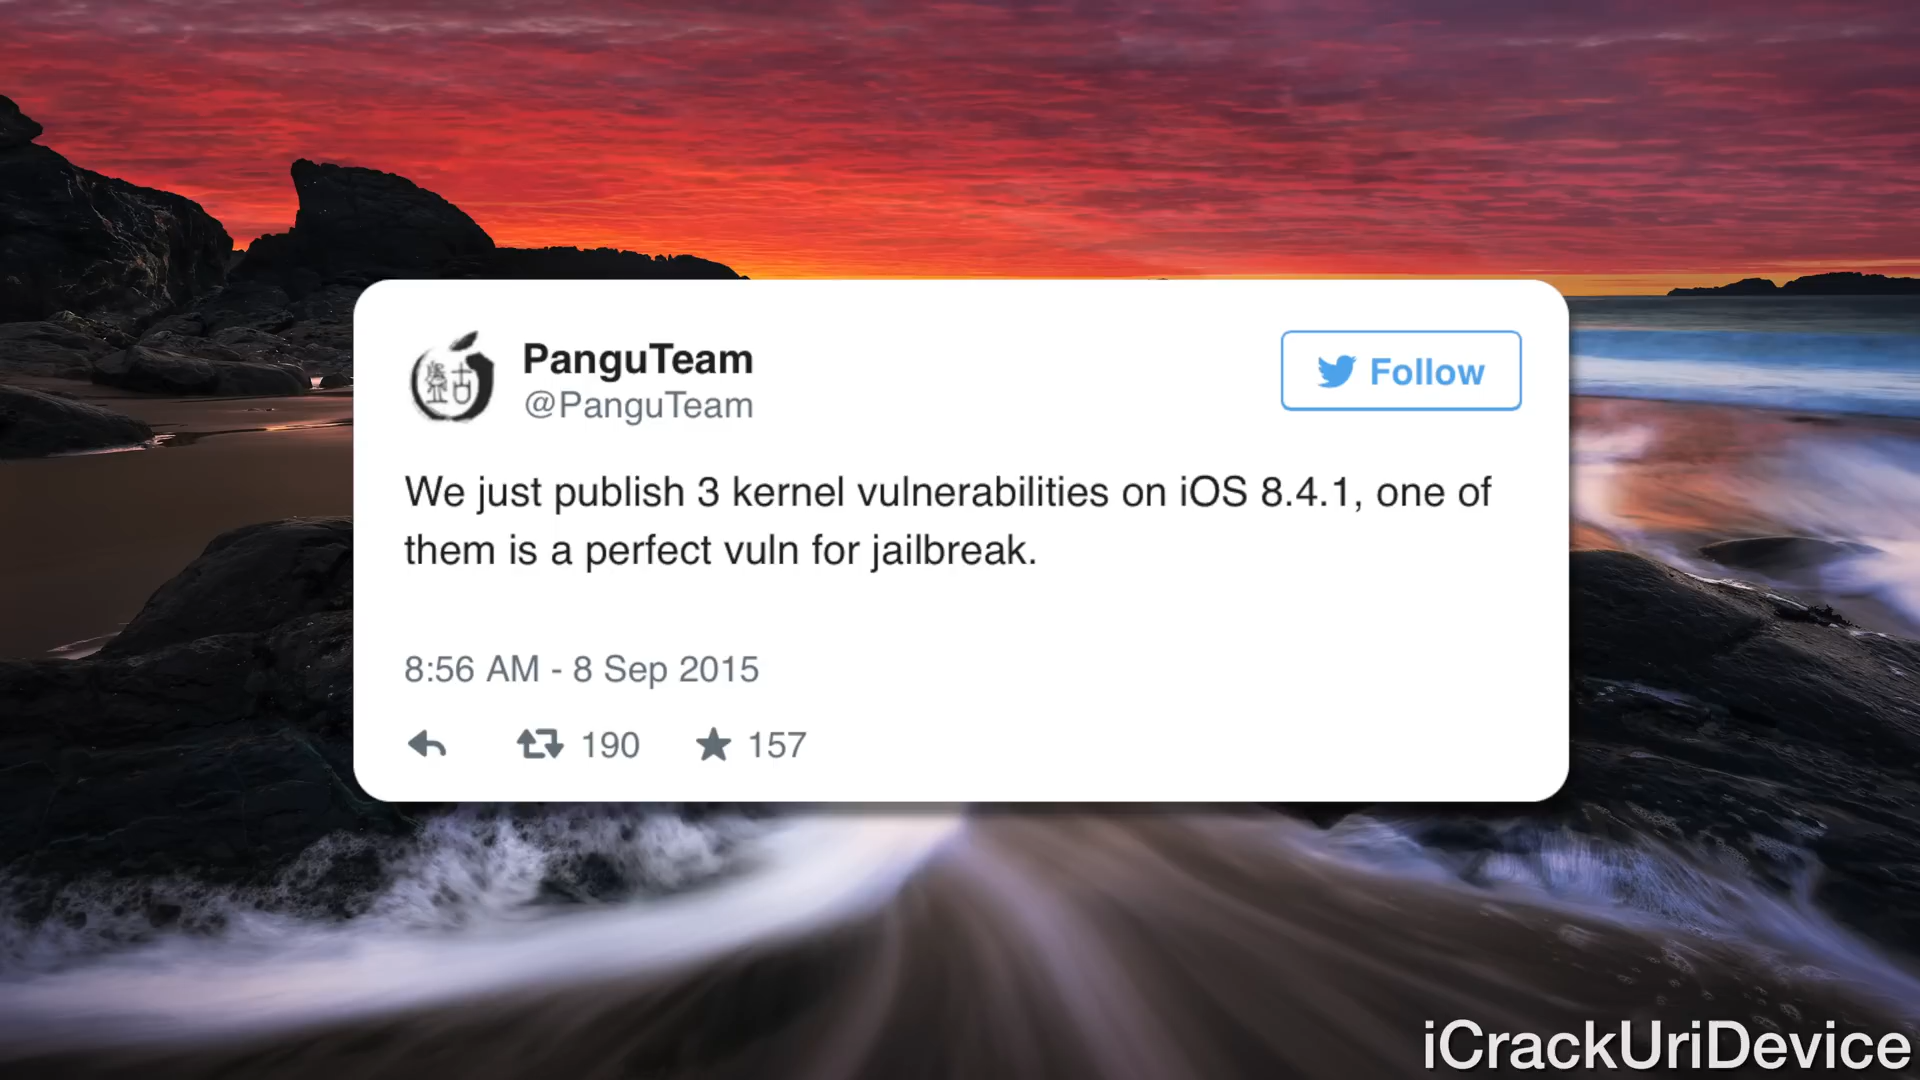 PanguTeam
@PanguTeam
Follow
We just publish 3 kernel vulnerabilities on iOS 8.4.1, one of
them is a perfect vuln for jailbreak.
8:56 AM - 8 Sep 2015
190 157
iCrackUriDevice